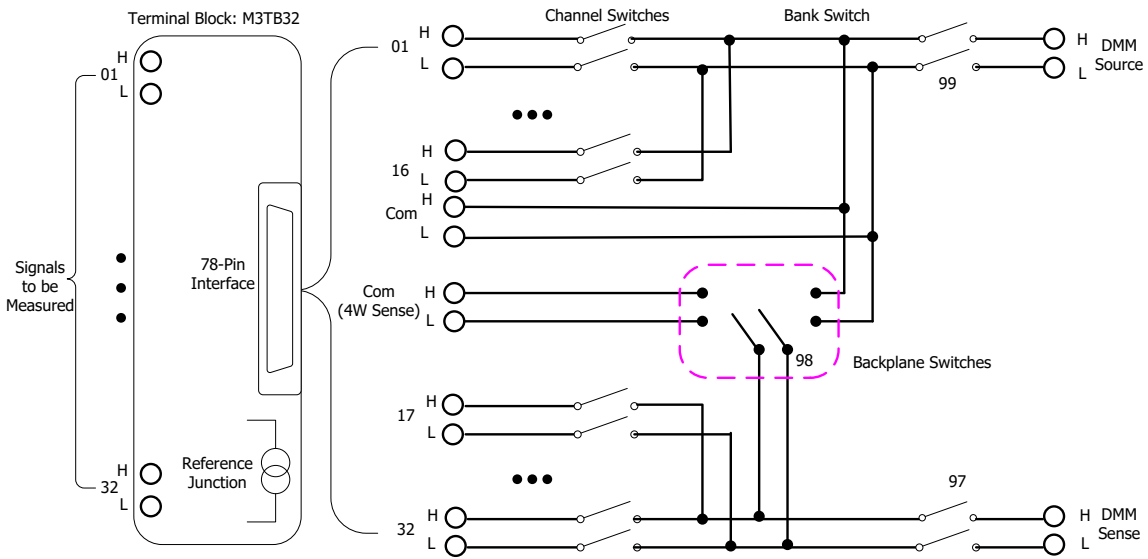 Terminal Block: M3TB32
Channel Switches
Bank Switch
H
01
L
Signals
to be
Measured
78-Pin
Interface
Reference
Junction
H
32
L
01
H
L
16
H
L
Com
H
L
Com
(4W Sense)
H
L
17
H
L
32
H
L
99
H
L
DMM
Source
98
Backplane Switches
97
H
L
DMM
Sense